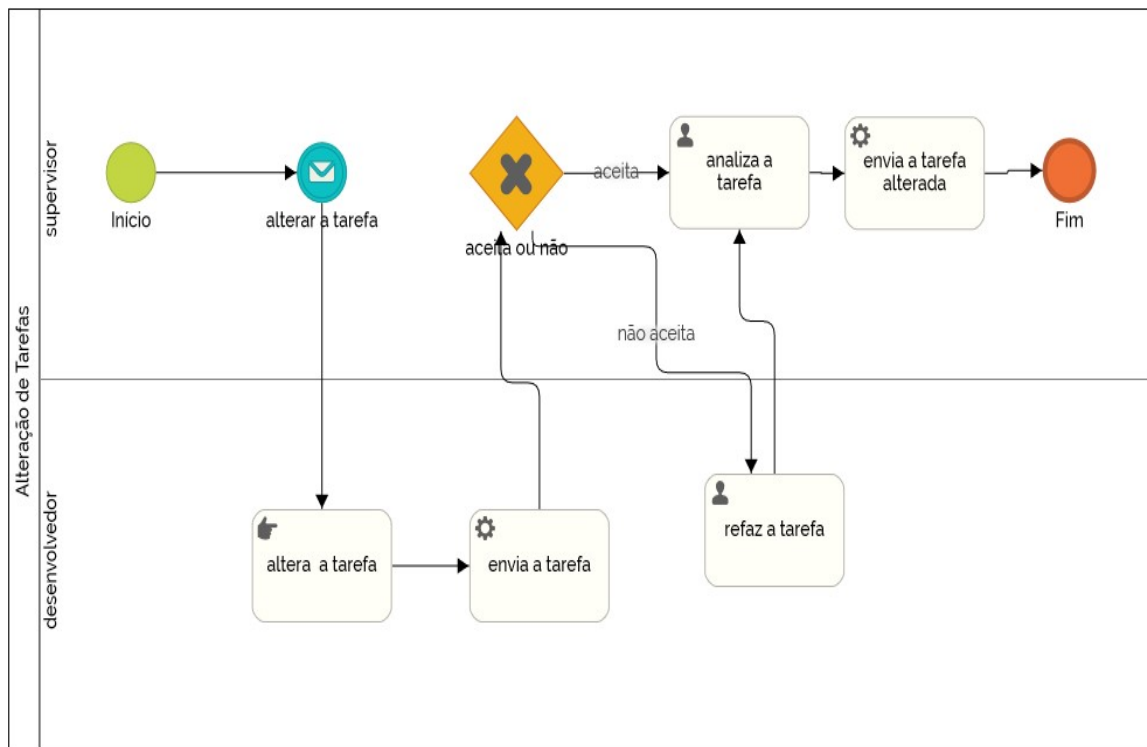 Alteração de Tarefas
supervisor
Início
alterar a tarefa
aceita ou não
aceita
analiza a
tarefa
envia a tarefa
alterada
Fim
não aceita
desenvolvedor
altera a tarefa
envia a tarefa
refaz a tarefa